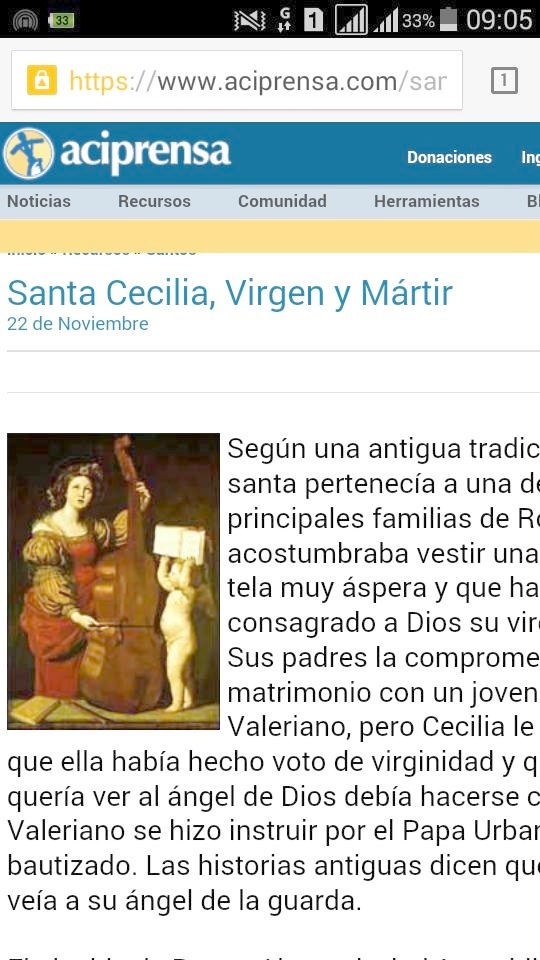 33 G 1 33% 09:05
https://www.aciprensa.com/sar 1
aciprensa Donaciones Ing
Noticias Recursos Comunidad Herramientas Bl
Inicio » Recursos » Santos
Santa Cecilia, Virgen y Mártir
22 de Noviembre
Según una antigua tradic
santa pertenecía a una de
principales familias de Ro
acostumbraba vestir una
tela muy áspera y que ha
consagrado a Dios su virg
Sus padres la comprome
matrimonio con un joven
Valeriano, pero Cecilia le
que ella había hecho voto de virginidad y q
quería ver al ángel de Dios debía hacerse c
Valeriano se hizo instruir por el Papa Urban
bautizado. Las historias antiguas dicen que
veía a su ángel de la guarda.